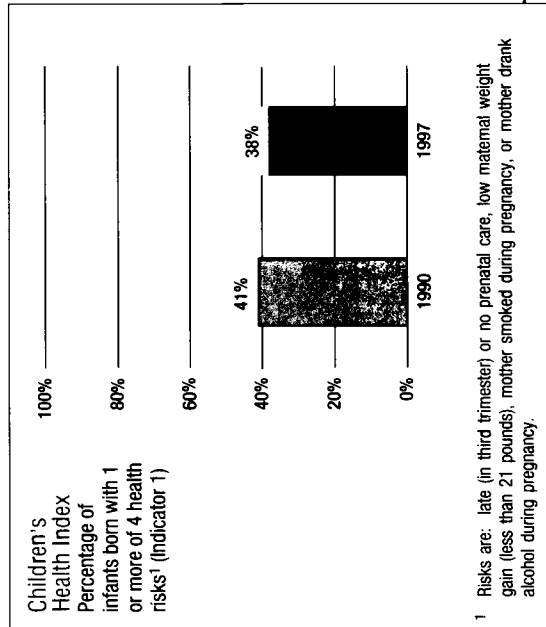 Children's
Health Index
Percentage of
infants born with 1
or more of 4 health
risks¹ (Indicator 1)
100%
80%
60%
40%
20%
0%
41%
38%
1990
1997
1 Risks are: late (in third trimester) or no prenatal care, low maternal weight
gain (less than 21 pounds), mother smoked during pregnancy, or mother drank
alcohol during pregnancy.